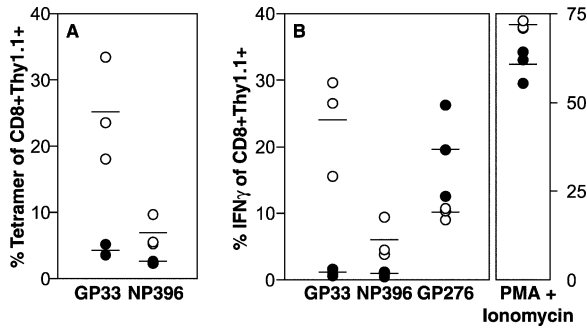 A
% Tetramer of CD8+Thy1.1+
40
30
20
10
0
GP33 NP396
B
% IFNγ of CD8+Thy1.1+
40
30
20
10
0
GP33 NP396 GP276
75
50
25
0
PMA +
Ionomycin